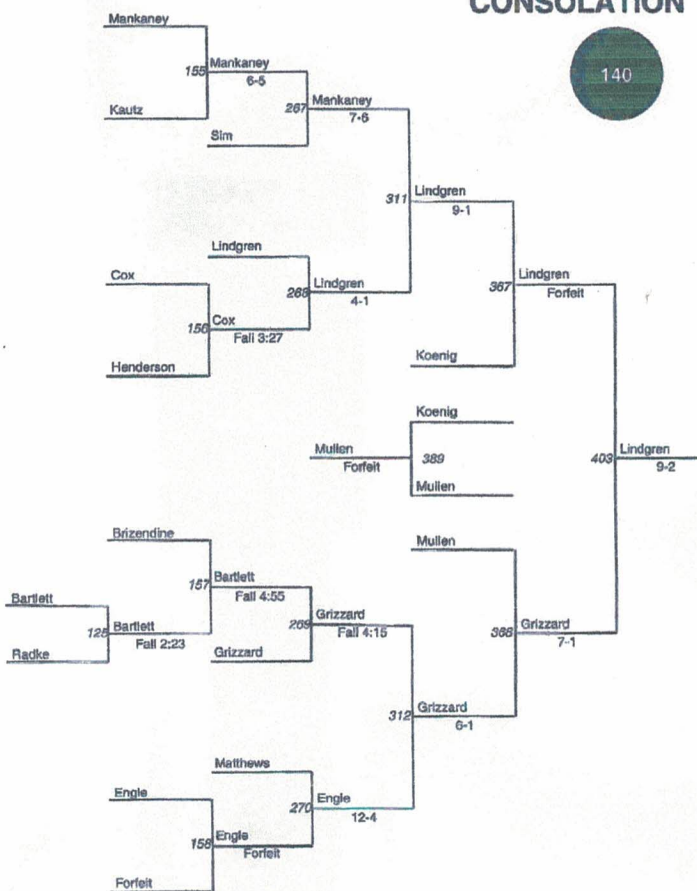 CONSOLATION
140
Mankaney
155
Mankaney
6-5
Kautz
267
Mankaney
7-6
Sim
311
Lindgren
9-1
Lindgren
Cox
268
Lindgren
4-1
156
Cox
Fall 3:27
Henderson
367
Lindgren
Forfeit
Koenig
Koenig
Mullen
Forfeit
389
Mullen
403
Lindgren
9-2
Brizendine
Mullen
157
Bartlett
Fall 4:55
Bartlett
125
Bartlett
Fall 2:23
Radke
269
Grizzard
Fall 4:15
Grizzard
368
Grizzard
7-1
312
Grizzard
6-1
Matthews
Engle
270
Engle
12-4
158
Engle
Forfeit
Forfeit